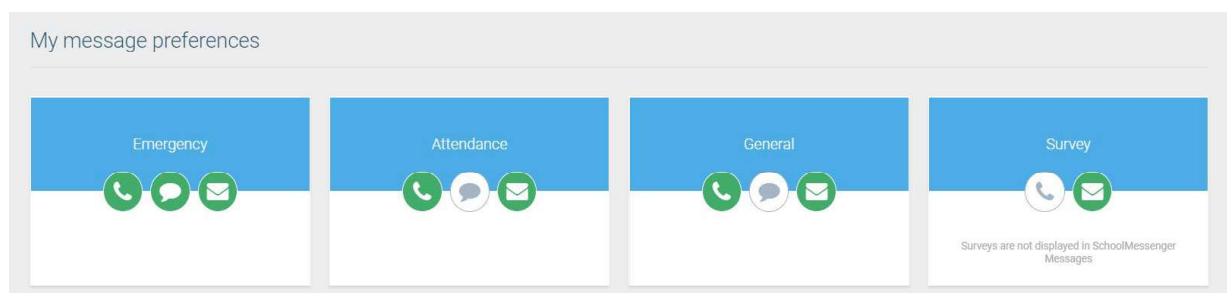 My message preferences
Emergency
Attendance
General
Survey
Surveys are not displayed in SchoolMessenger
Messages